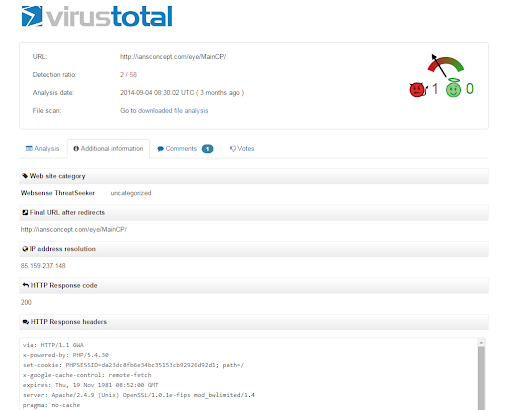 virustotal
URL: http://iansconcept.com/eye/MainCP/
Detection ratio: 2 / 58
Analysis date: 2014-09-04 08:30:02 UTC ( 3 months ago )
File scan: Go to downloaded file analysis
1 0
Analysis Additional information Comments 1 Votes
Web site category
Websense ThreatSeeker uncategorized
Final URL after redirects
http://iansconcept.com/eye/MainCP/
IP address resolution
85.159.237.148
HTTP Response code
200
HTTP Response headers
via: HTTP/1.1 GWA
x-powered-by: PHP/5.4.30
set-cookie: PHPSESSID=da23dc8fb6e34bc35153cb92926d92d1; path=/
x-google-cache-control: remote-fetch
expires: Thu, 19 Nov 1981 08:52:00 GMT
server: Apache/2.4.9 (Unix) OpenSSL/1.0.1e-fips mod_bwlimited/1.4
pragma: no-cache